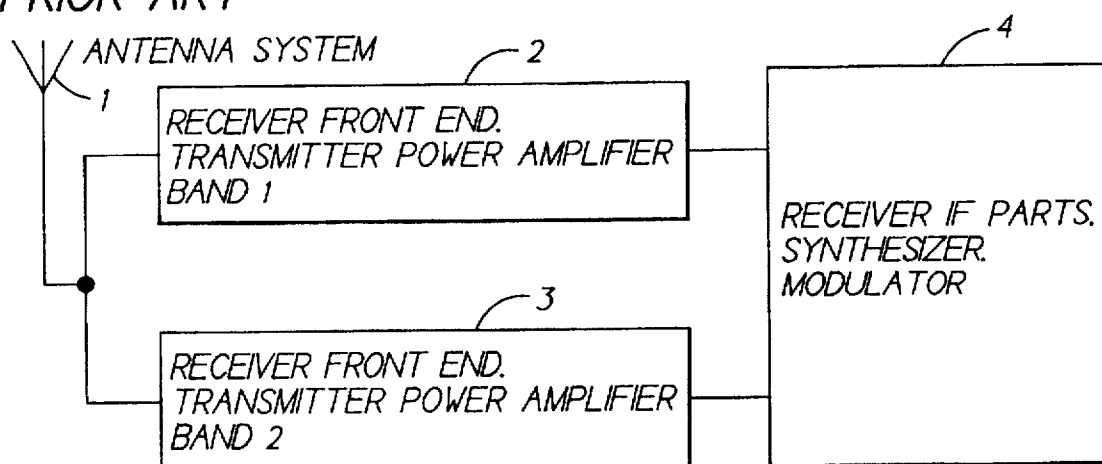 PRIOR ART
ANTENNA SYSTEM
1
2
RECEIVER FRONT END.
TRANSMITTER POWER AMPLIFIER
BAND 1
3
RECEIVER FRONT END.
TRANSMITTER POWER AMPLIFIER
BAND 2
4
RECEIVER IF PARTS.
SYNTHESIZER.
MODULATOR